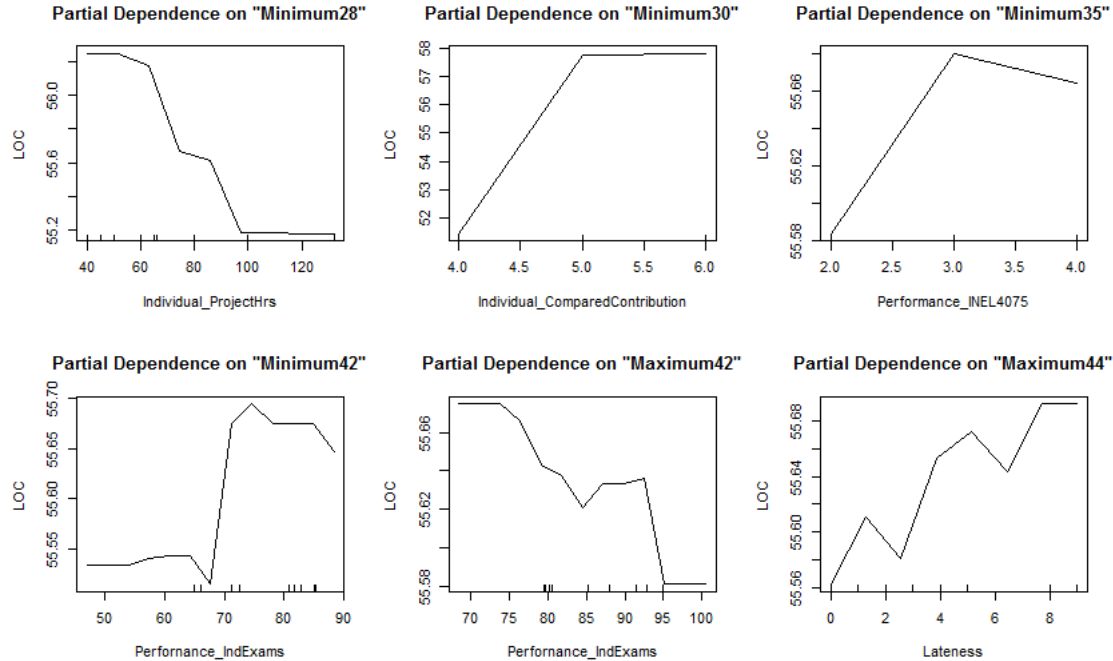 Partial Dependence on "Minimum28"
LOC
56.0
55.6
55.2
40 60 80 100 120
Individual_ProjectHrs
Partial Dependence on "Minimum30"
LOC
58
57
56
55
54
53
52
4.0 4.5 5.0 5.5 6.0
Individual_ComparedContribution
Partial Dependence on "Minimum35"
LOC
55.66
55.62
55.58
2.0 2.5 3.0 3.5 4.0
Performance_INEL4075
Partial Dependence on "Minimum42"
LOC
55.70
55.65
55.60
55.55
50 60 70 80 90
Perfornance_IndExams
Partial Dependence on "Maximum42"
LOC
55.66
55.62
55.58
70 75 80 85 90 95 100
Perfornance_IndExams
Partial Dependence on "Maximum44"
LOC
55.68
55.64
55.60
55.56
0 2 4 6 8
Lateness